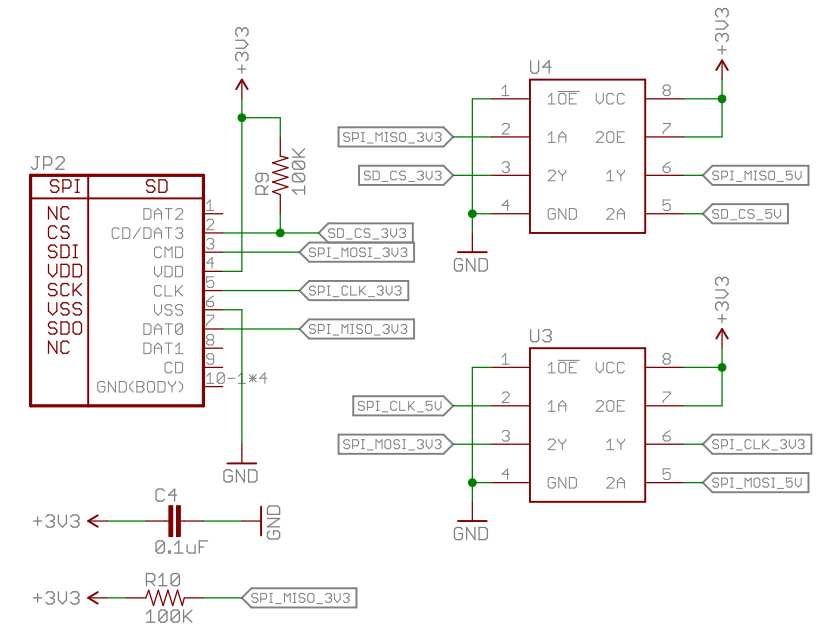 +3V3
+3V3
U4
1 1OE VCC 8
SPI_MISO_3V3 2 1A 2OE 7
SD_CS_3V3 3 2Y 1Y 6 SPI_MISO_5V
4 GND 2A 5 SD_CS_5V
GND
JP2
SPI SD
R9
100K
NC DAT2 1
CS CD/DAT3 2 SD_CS_3V3
SDI CMD 3 SPI_MOSI_3V3
VDD VDD 4
SCK CLK 5 SPI_CLK_3V3
VSS VSS 6
SDO DAT0 7 SPI_MISO_3V3
NC DAT1 8
CD 9
GND(BODY) 10-1*4
GND
+3V3
U3
1 1OE VCC 8
SPI_CLK_5V 2 1A 2OE 7
SPI_MOSI_3V3 3 2Y 1Y 6 SPI_CLK_3V3
4 GND 2A 5 SPI_MOSI_5V
GND
C4
+3V3 GND
0.1uF
R10
+3V3 SPI_MISO_3V3
100K